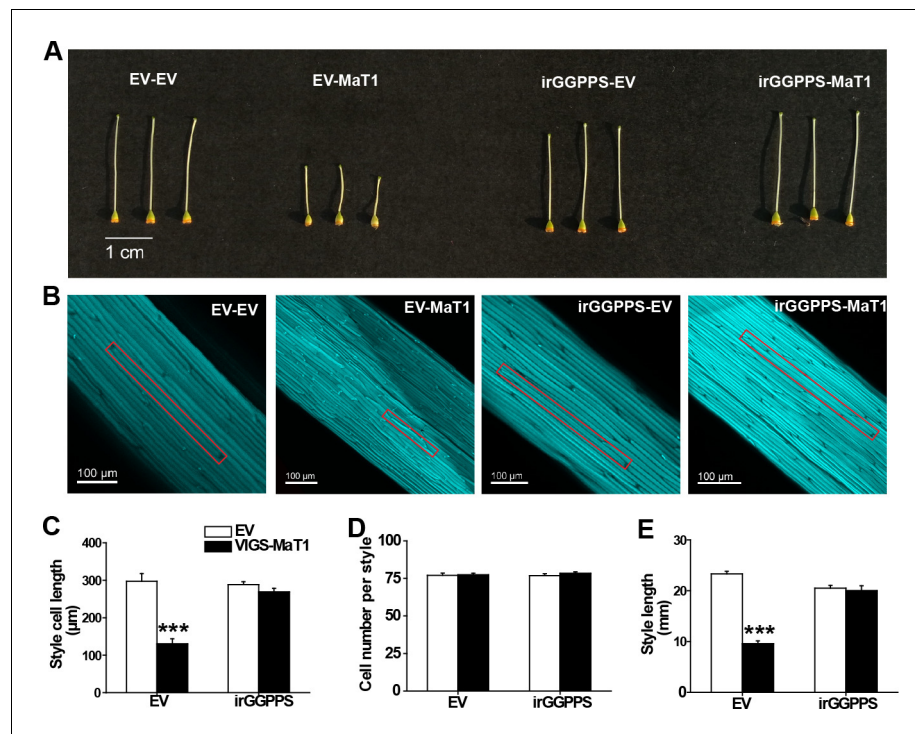 A
EV-EV
EV-MaT1
irGGPPS-EV
irGGPPS-MaT1
1 cm
B
EV-EV
EV-MaT1
irGGPPS-EV
irGGPPS-MaT1
100 µm
100 µm
100 µm
100 µm
C
EV
VIGS-MaT1
Style cell length
(µm)
400
300
200
100
0
***
EV
irGGPPS
D
Cell number per style
100
75
50
25
0
EV
irGGPPS
E
Style length
(mm)
30
20
10
0
***
EV
irGGPPS